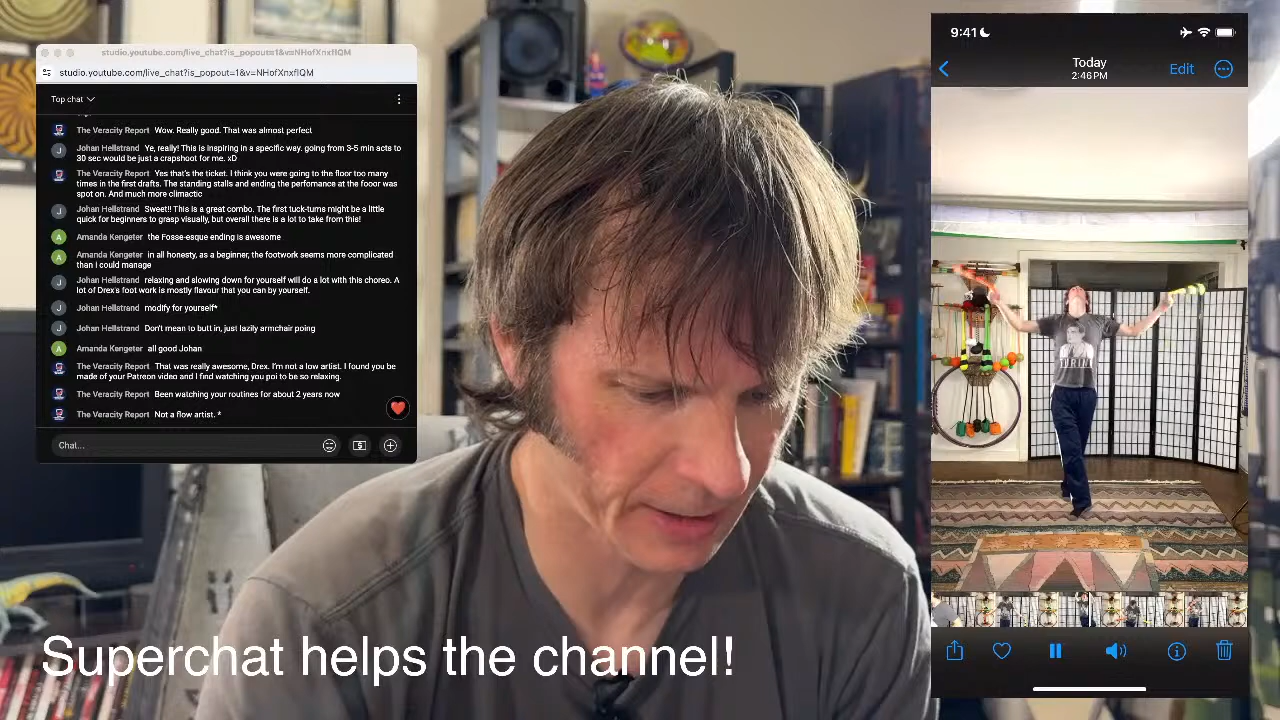 studio.youtube.com/live_chat?is_popout=1&v=NHofXnxfIQM
studio.youtube.com/live_chat?is_popout=1&v=NHofXnxfIQM
Top chat
The Veracity Report Wow. Really good. That was almost perfect
J Johan Hellstrand Ye, really! This is inspiring in a specific way. going from 3-5 min acts to
30 sec would be just a crapshoot for me. xD
The Veracity Report Yes that's the ticket. I think you were going to the floor too many
times in the first drafts. The standing stalls and ending the perfomance at the fooor was
spot on. And much more climactic
J Johan Hellstrand Sweet!! This is a great combo. The first tuck-turns might be a little
quick for beginners to grasp visually, but overall there is a lot to take from this!
A Amanda Kengeter the Fosse-esque ending is awesome
A Amanda Kengeter in all honesty, as a beginner, the footwork seems more complicated
than I could manage
J Johan Hellstrand relaxing and slowing down for yourself will do a lot with this choreo. A
lot of Drex's foot work is mostly flavour that you can by yourself.
J Johan Hellstrand modify for yourself*
J Johan Hellstrand Don't mean to butt in, just lazily armchair poing
A Amanda Kengeter all good Johan
The Veracity Report That was really awesome, Drex. I'm not a low artist. I found you be
made of your Patreon video and I find watching you poi to be so relaxing.
The Veracity Report Been watching your routines for about 2 years now
The Veracity Report Not a flow artist. *
Chat...
Superchat helps the channel!
9:41
Today
2:46 PM
Edit